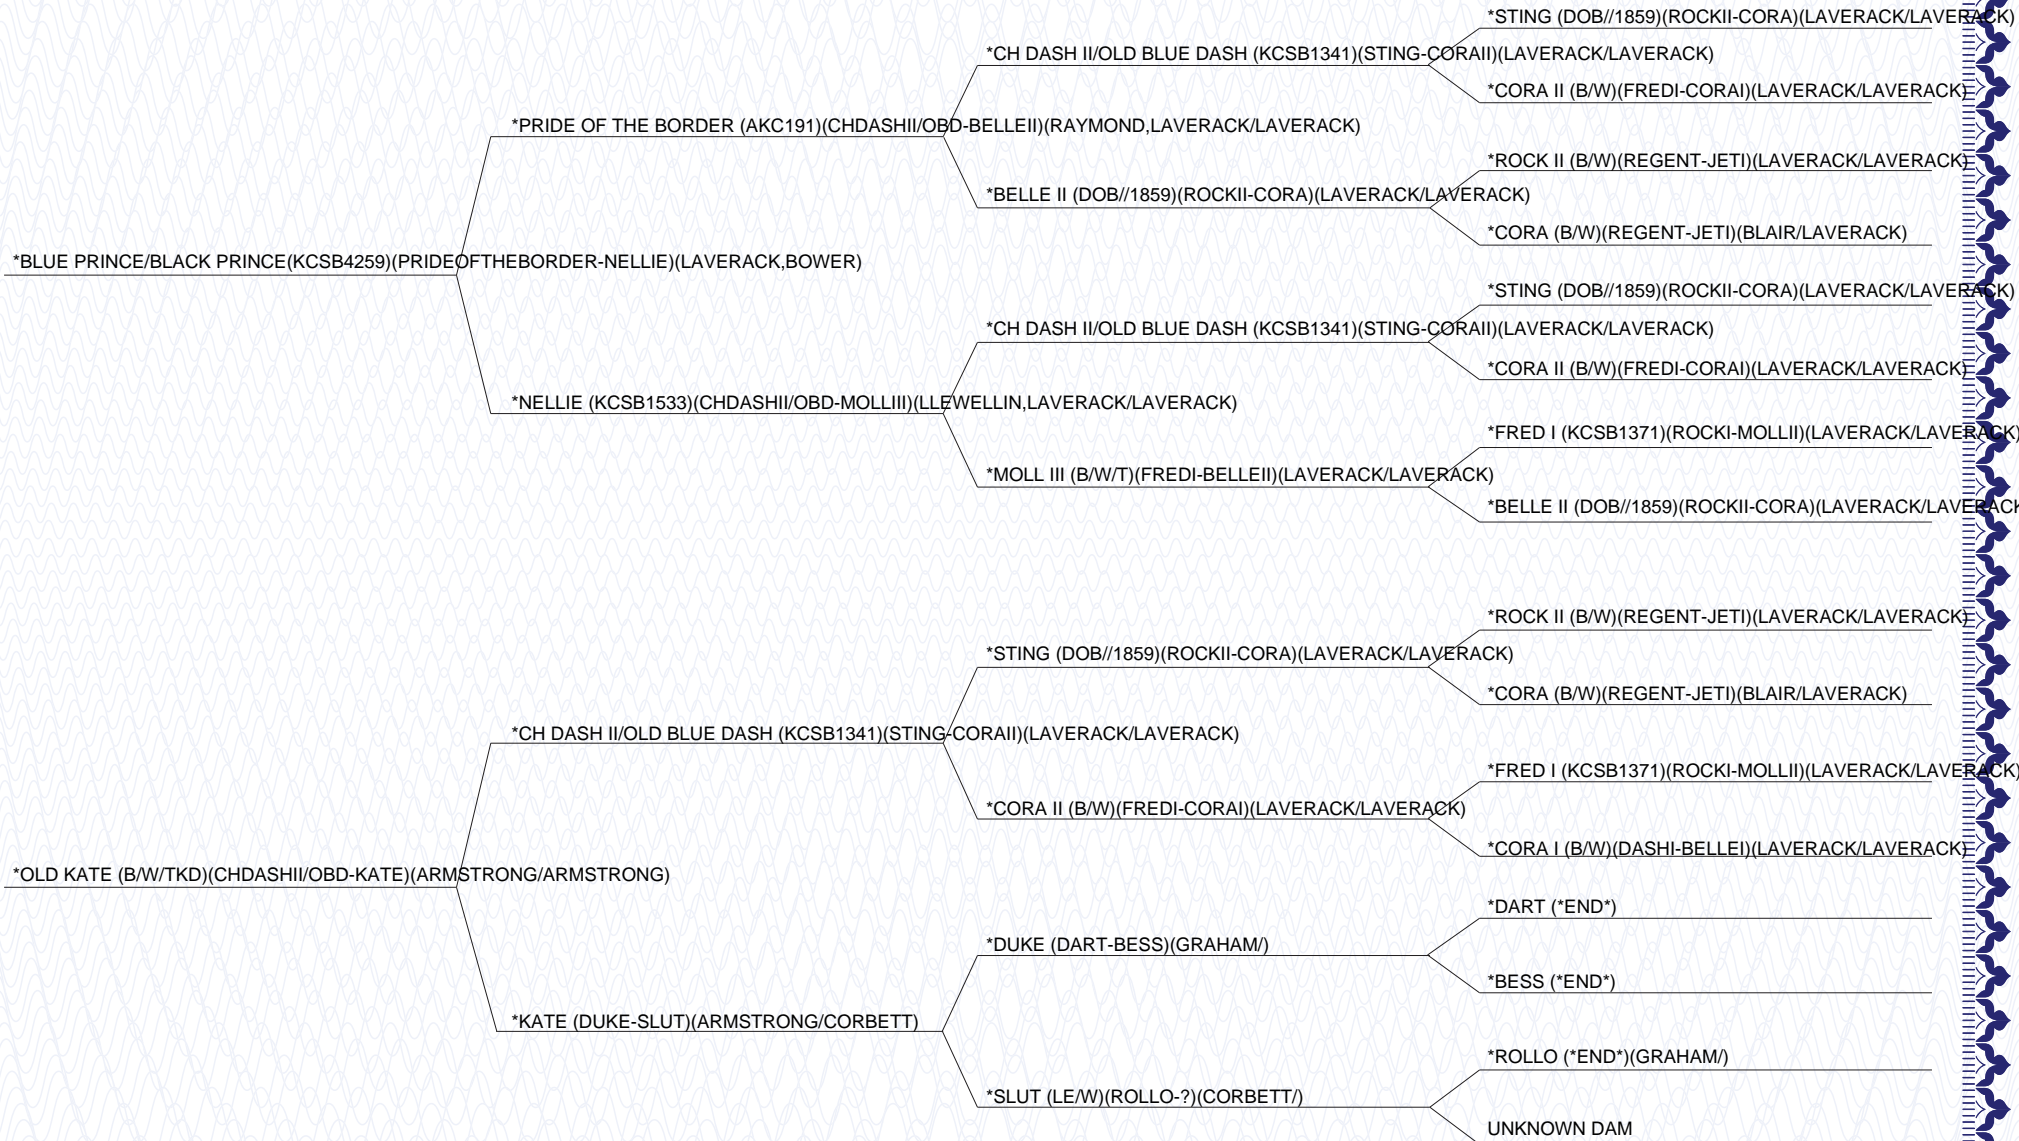 *STING (DOB//1859)(ROCKII-CORA)(LAVERACK/LAVERACK)
*CH DASH II/OLD BLUE DASH (KCSB1341)(STING-CORAII)(LAVERACK/LAVERACK)
*CORA II (B/W)(FREDI-CORAI)(LAVERACK/LAVERACK)
*PRIDE OF THE BORDER (AKC191)(CHDASHII/OBD-BELLEII)(RAYMOND,LAVERACK/LAVERACK)
*ROCK II (B/W)(REGENT-JETI)(LAVERACK/LAVERACK)
*BELLE II (DOB//1859)(ROCKII-CORA)(LAVERACK/LAVERACK)
*CORA (B/W)(REGENT-JETI)(BLAIR/LAVERACK)
*BLUE PRINCE/BLACK PRINCE(KCSB4259)(PRIDEOFTHEBORDER-NELLIE)(LAVERACK,BOWER)
*STING (DOB//1859)(ROCKII-CORA)(LAVERACK/LAVERACK)
*CH DASH II/OLD BLUE DASH (KCSB1341)(STING-CORAII)(LAVERACK/LAVERACK)
*CORA II (B/W)(FREDI-CORAI)(LAVERACK/LAVERACK)
*NELLIE (KCSB1533)(CHDASHII/OBD-MOLLIII)(LLEWELLIN,LAVERACK/LAVERACK)
*FRED I (KCSB1371)(ROCKI-MOLLII)(LAVERACK/LAVERACK)
*MOLL III (B/W/T)(FREDI-BELLEII)(LAVERACK/LAVERACK)
*BELLE II (DOB//1859)(ROCKII-CORA)(LAVERACK/LAVERACK
*ROCK II (B/W)(REGENT-JETI)(LAVERACK/LAVERACK)
*STING (DOB//1859)(ROCKII-CORA)(LAVERACK/LAVERACK)
*CORA (B/W)(REGENT-JETI)(BLAIR/LAVERACK)
*CH DASH II/OLD BLUE DASH (KCSB1341)(STING-CORAII)(LAVERACK/LAVERACK)
*FRED I (KCSB1371)(ROCKI-MOLLII)(LAVERACK/LAVERACK)
*CORA II (B/W)(FREDI-CORAI)(LAVERACK/LAVERACK)
*CORA I (B/W)(DASHI-BELLEI)(LAVERACK/LAVERACK)
*OLD KATE (B/W/TKD)(CHDASHII/OBD-KATE)(ARMSTRONG/ARMSTRONG)
*DART (*END*)
*DUKE (DART-BESS)(GRAHAM/)
*BESS (*END*)
*KATE (DUKE-SLUT)(ARMSTRONG/CORBETT)
*ROLLO (*END*)(GRAHAM/)
*SLUT (LE/W)(ROLLO-?)(CORBETT/)
UNKNOWN DAM